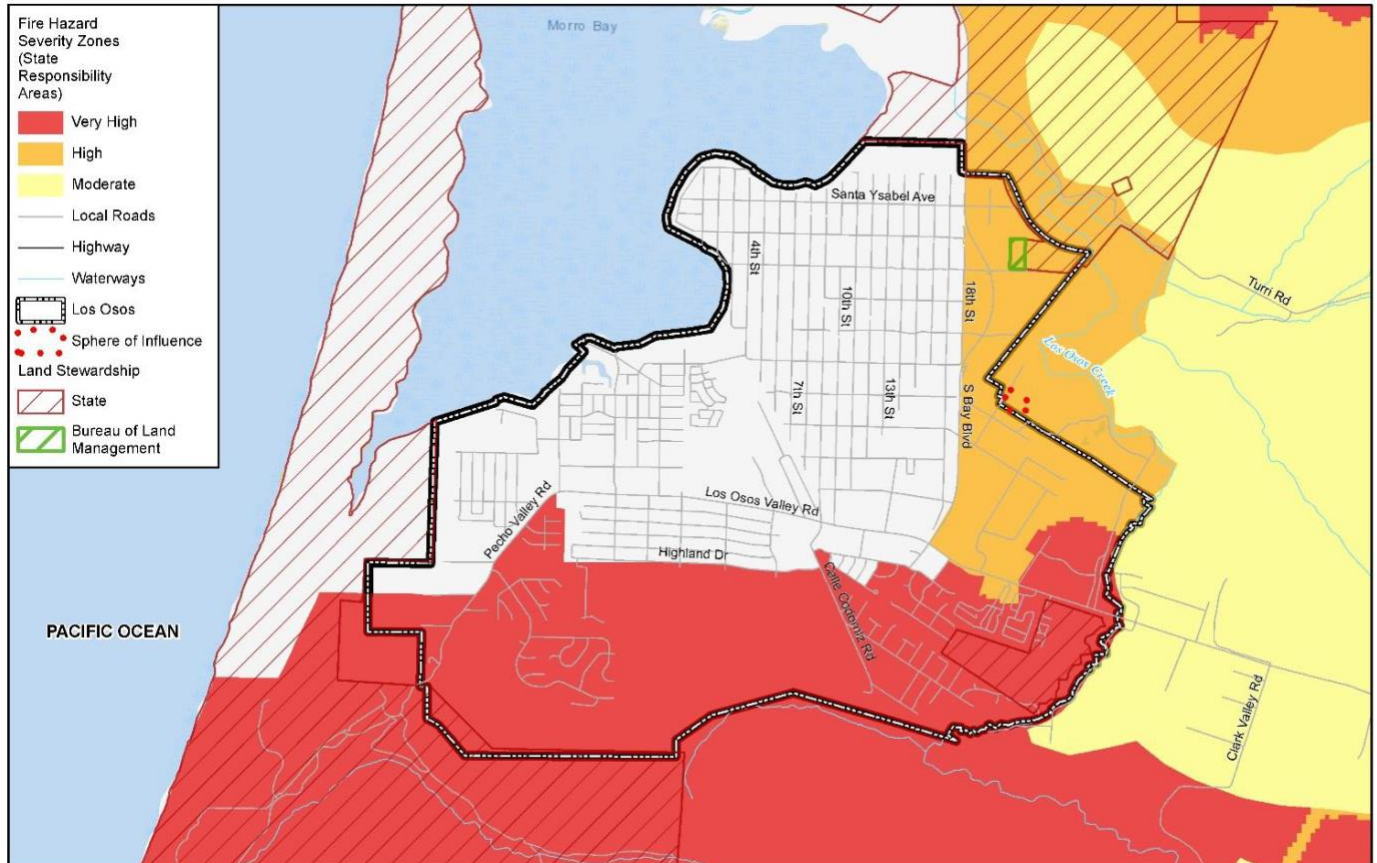 Fire Hazard
Severity Zones
(State
Responsibility
Areas)
Very High
High
Moderate
Local Roads
Highway
Waterways
Los Osos
Sphere of Influence
Land Stewardship
State
Bureau of Land
Management
Morro Bay
Santa Ysabel Ave
4th St
10th St
18th St
Turri Rd
Los Osos Creek
7th St
13th St
S Bay Blvd
Los Osos Valley Rd
Pecho Valley Rd
Highland Dr
Calle Codorniz Rd
PACIFIC OCEAN
Clark Valley Rd